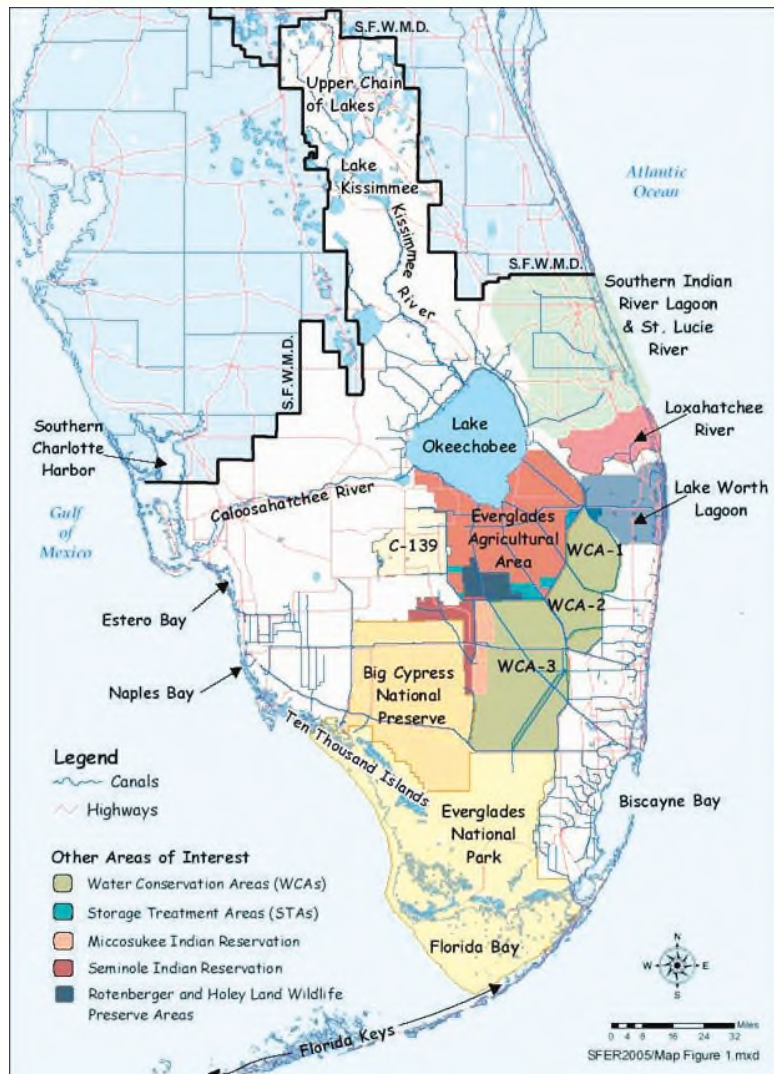 S.F.W.M.D.
Upper Chain
of Lakes
Lake
Kissimmee
Atlantic
Ocean
Kissimmee
River
S.F.W.M.D.
Southern Indian
River Lagoon
& St. Lucie
River
S.F.W.M.D.
Lake
Okeechobee
Loxahatchee
River
Southern
Charlotte
Harbor
Caloosahatchee River
Lake Worth
Lagoon
Gulf
of
Mexico
Everglades
Agricultural
Area
C-139
WCA-1
WCA-2
Estero Bay
WCA-3
Naples Bay
Big Cypress
National
Preserve
Ten Thousand Islands
Legend
Canals
Highways
Biscayne Bay
Everglades
National
Park
Other Areas of Interest
Water Conservation Areas (WCAs)
Storage Treatment Areas (STAs)
Miccosukee Indian Reservation
Seminole Indian Reservation
Rotenberger and Holey Land Wildlife
Preserve Areas
Florida Bay
N
W E
S
Florida Keys
0 4 8 16 24 32 Miles
SFER2005/Map Figure 1.mxd